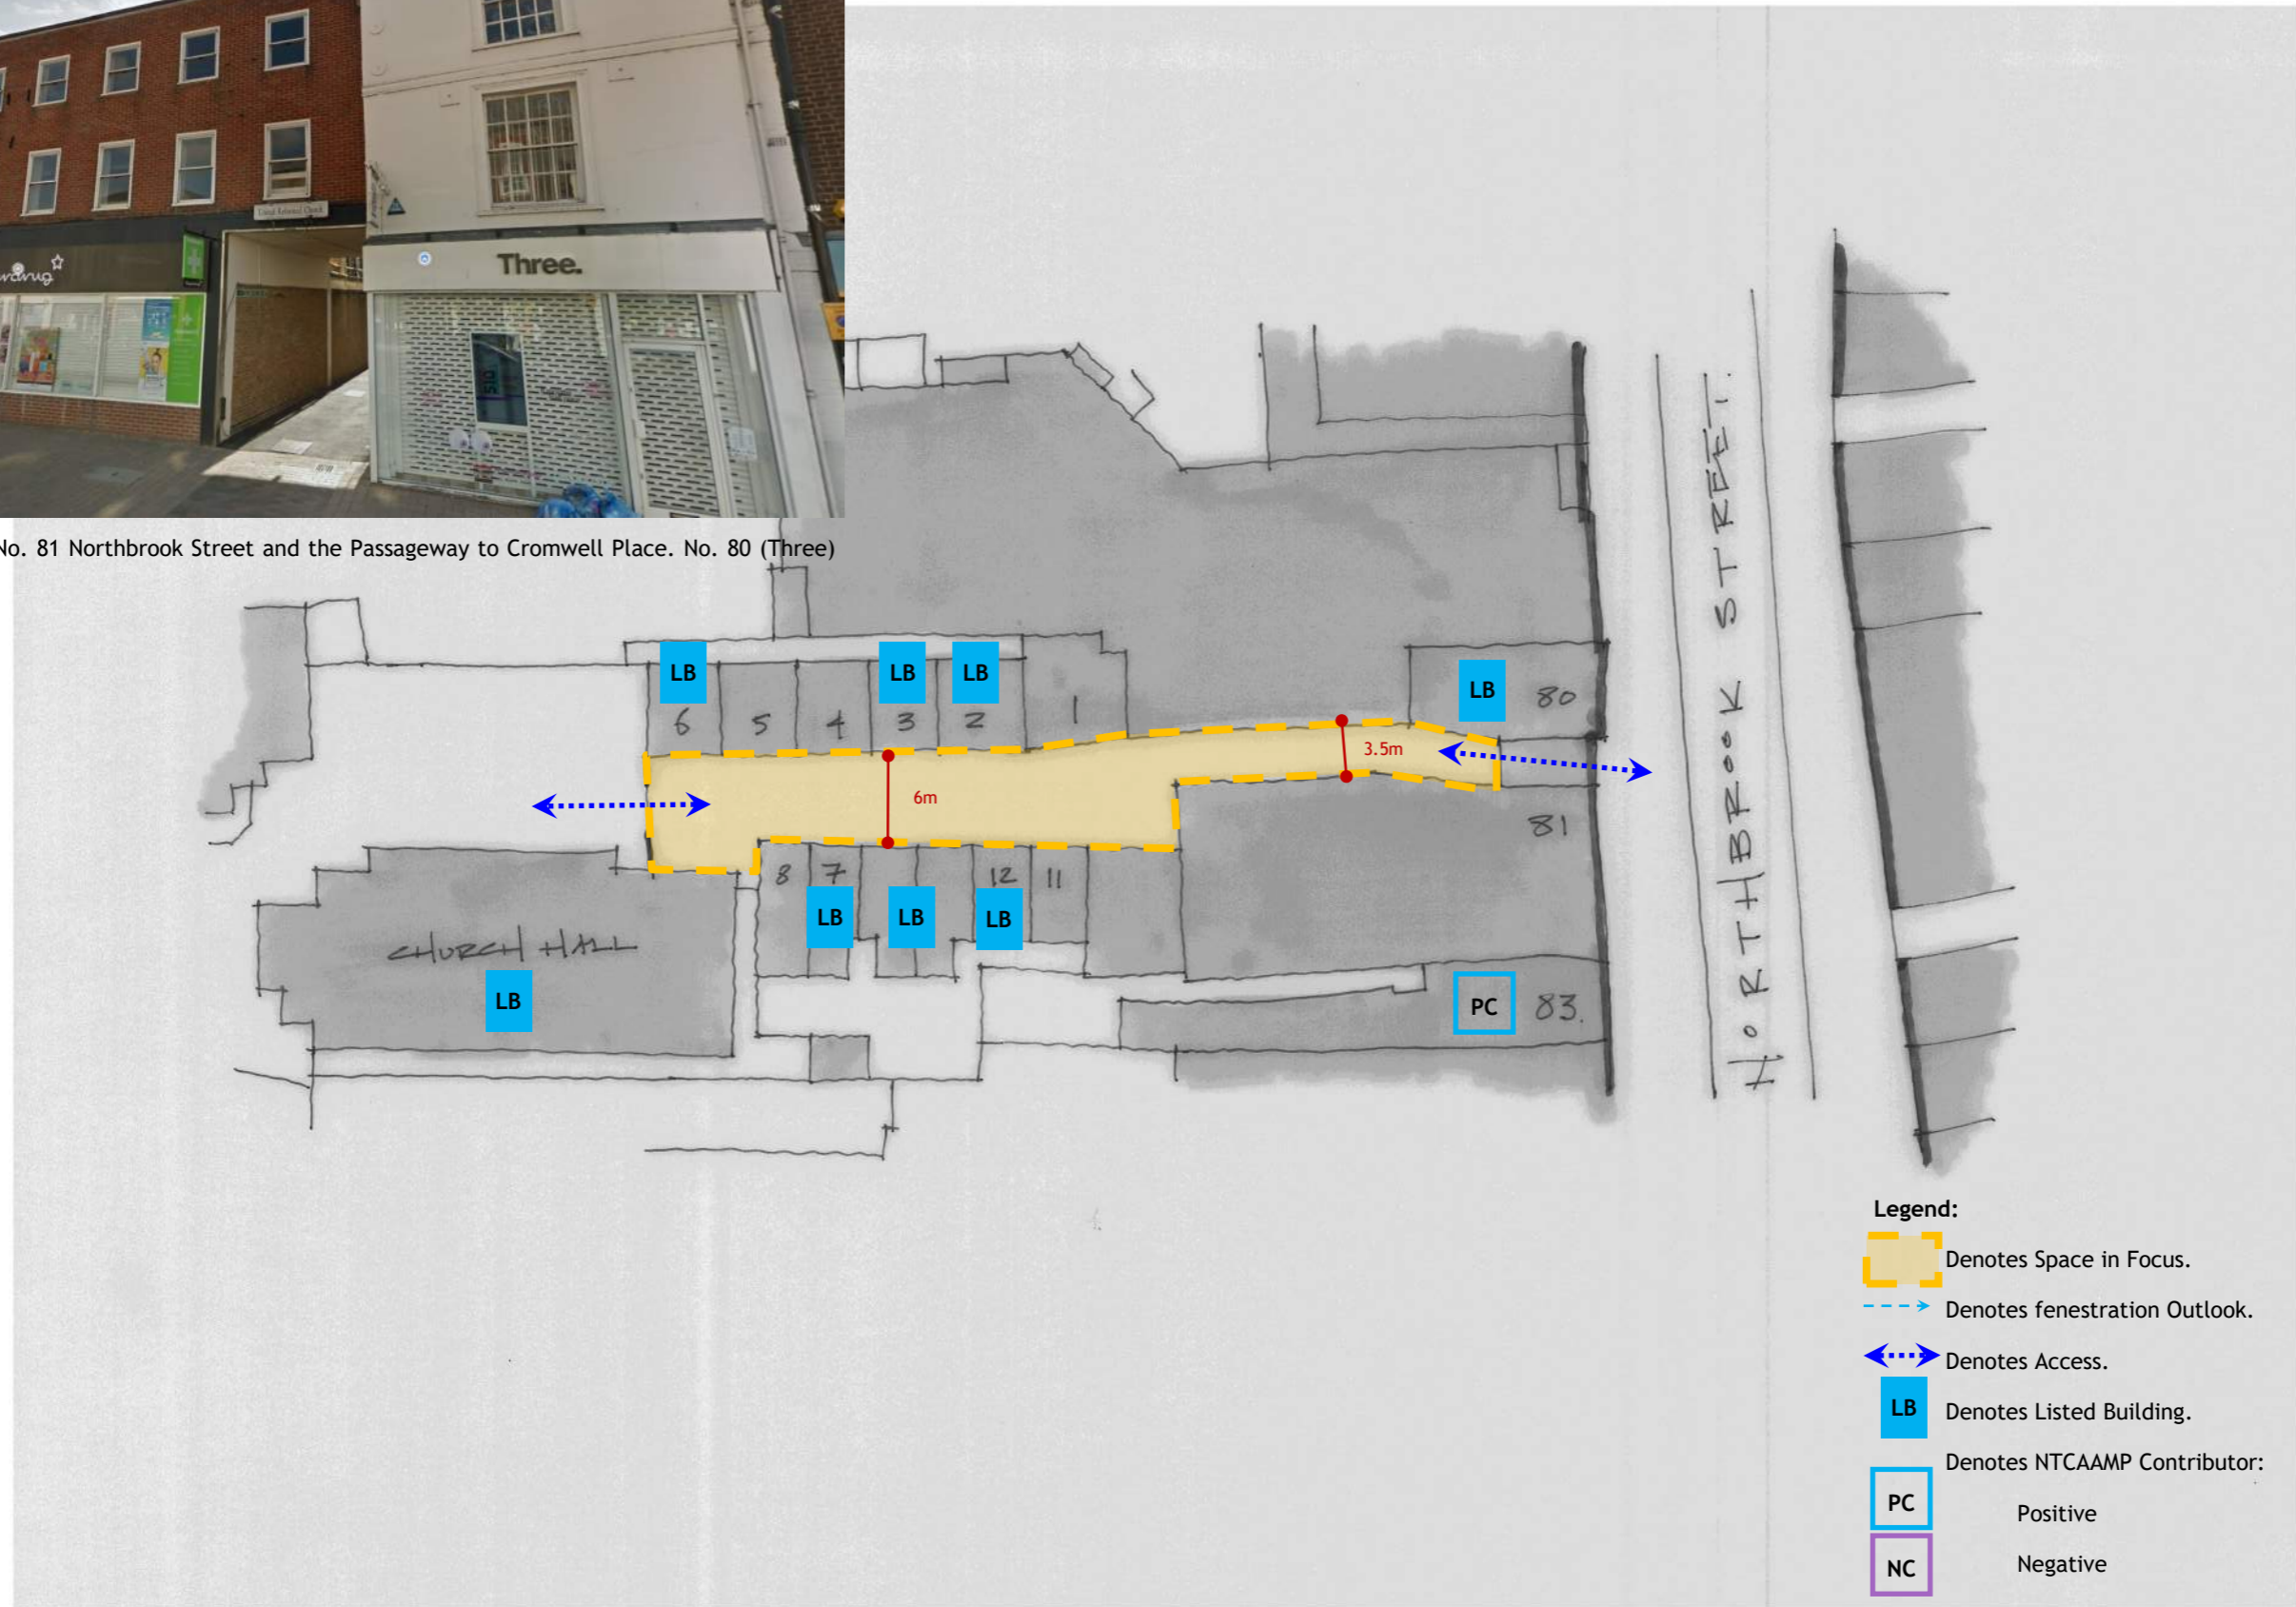 United Reformed Church
Three.
No. 81 Northbrook Street and the Passageway to Cromwell Place. No. 80 (Three)
NORTHBROOK STREET.
LB
LB
LB
LB
80
6
5
4
3
2
1
3.5m
6m
81
8
7
12
11
LB
LB
LB
CHURCH HALL
LB
PC
83.
Legend:
Denotes Space in Focus.
Denotes fenestration Outlook.
Denotes Access.
LB
Denotes Listed Building.
Denotes NTCAAMP Contributor:
PC
Positive
NC
Negative